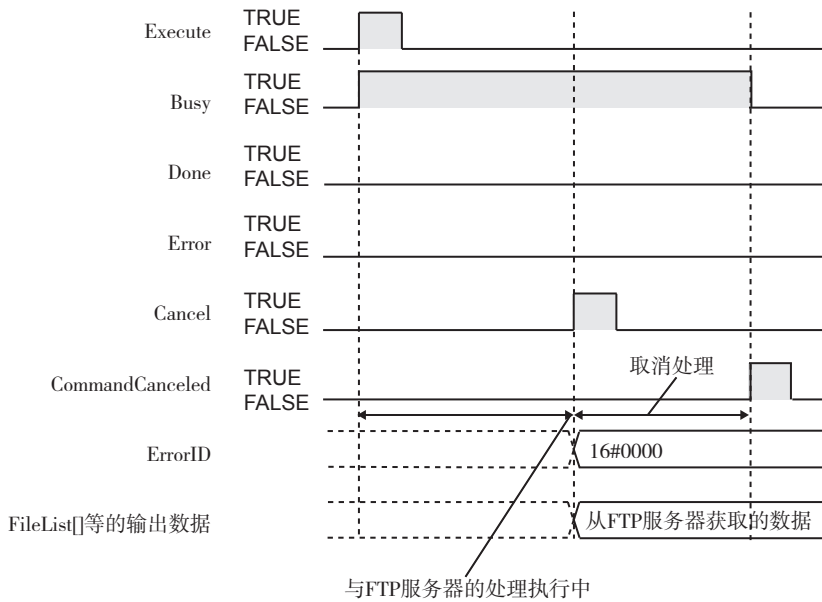 Execute
TRUE
FALSE
Busy
TRUE
FALSE
Done
TRUE
FALSE
Error
TRUE
FALSE
Cancel
TRUE
FALSE
CommandCanceled
TRUE
FALSE
取消处理
ErrorID
16#0000
FileList[]等的输出数据
从FTP服务器获取的数据
与FTP服务器的处理执行中